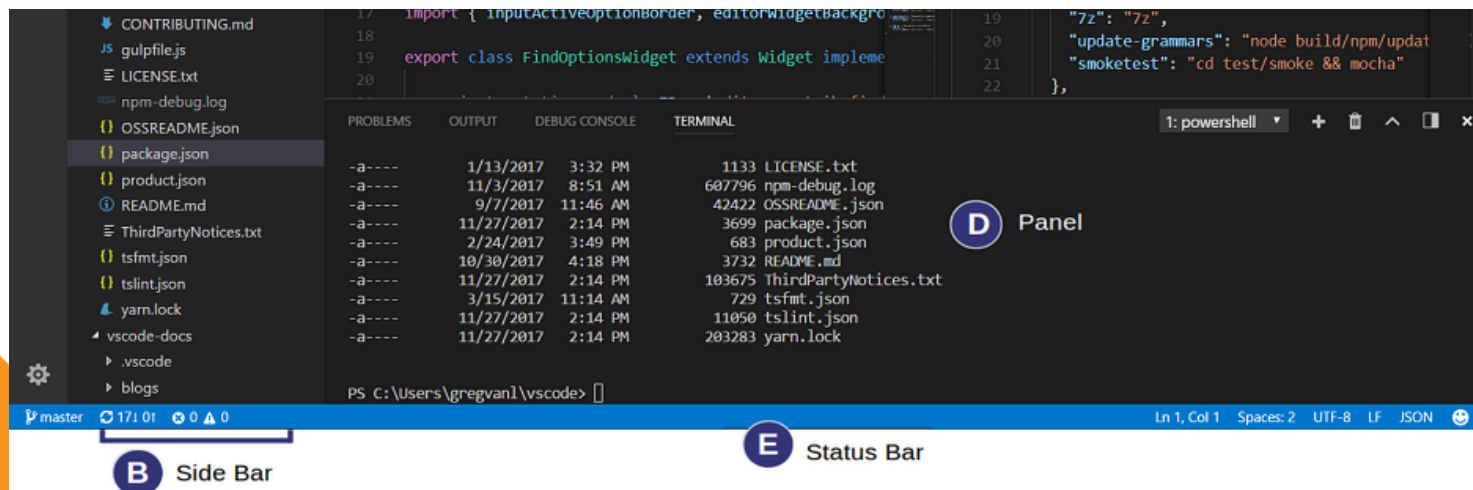 CONTRIBUTING.md
JS gulpfile.js
LICENSE.txt
npm-debug.log
{} OSSREADME.json
{} package.json
{} product.json
README.md
ThirdPartyNotices.txt
{} tsfmt.json
{} tslint.json
yarn.lock
vscode-docs
.vscode
blogs
17 import { inputActiveOptionBorder, editorWidgetBackgro
18
19 export class FindOptionsWidget extends Widget impleme
20
19 "7z": "7z",
20 "update-grammars": "node build/npm/updat
21 "smoketest": "cd test/smoke && mocha"
22 },
PROBLEMS OUTPUT DEBUG CONSOLE TERMINAL 1: powershell
-a---- 1/13/2017 3:32 PM 1133 LICENSE.txt
-a---- 11/3/2017 8:51 AM 607796 npm-debug.log
-a---- 9/7/2017 11:46 AM 42422 OSSREADME.json
-a---- 11/27/2017 2:14 PM 3699 package.json
-a---- 2/24/2017 3:49 PM 683 product.json
-a---- 10/30/2017 4:18 PM 3732 README.md
-a---- 11/27/2017 2:14 PM 103675 ThirdPartyNotices.txt
-a---- 3/15/2017 11:14 AM 729 tsfmt.json
-a---- 11/27/2017 2:14 PM 11050 tslint.json
-a---- 11/27/2017 2:14 PM 203283 yarn.lock
PS C:\Users\gregvanl\vscode>
D Panel
master 17↓ 0↑ 0 0 Ln 1, Col 1 Spaces: 2 UTF-8 LF JSON
B Side Bar
E Status Bar